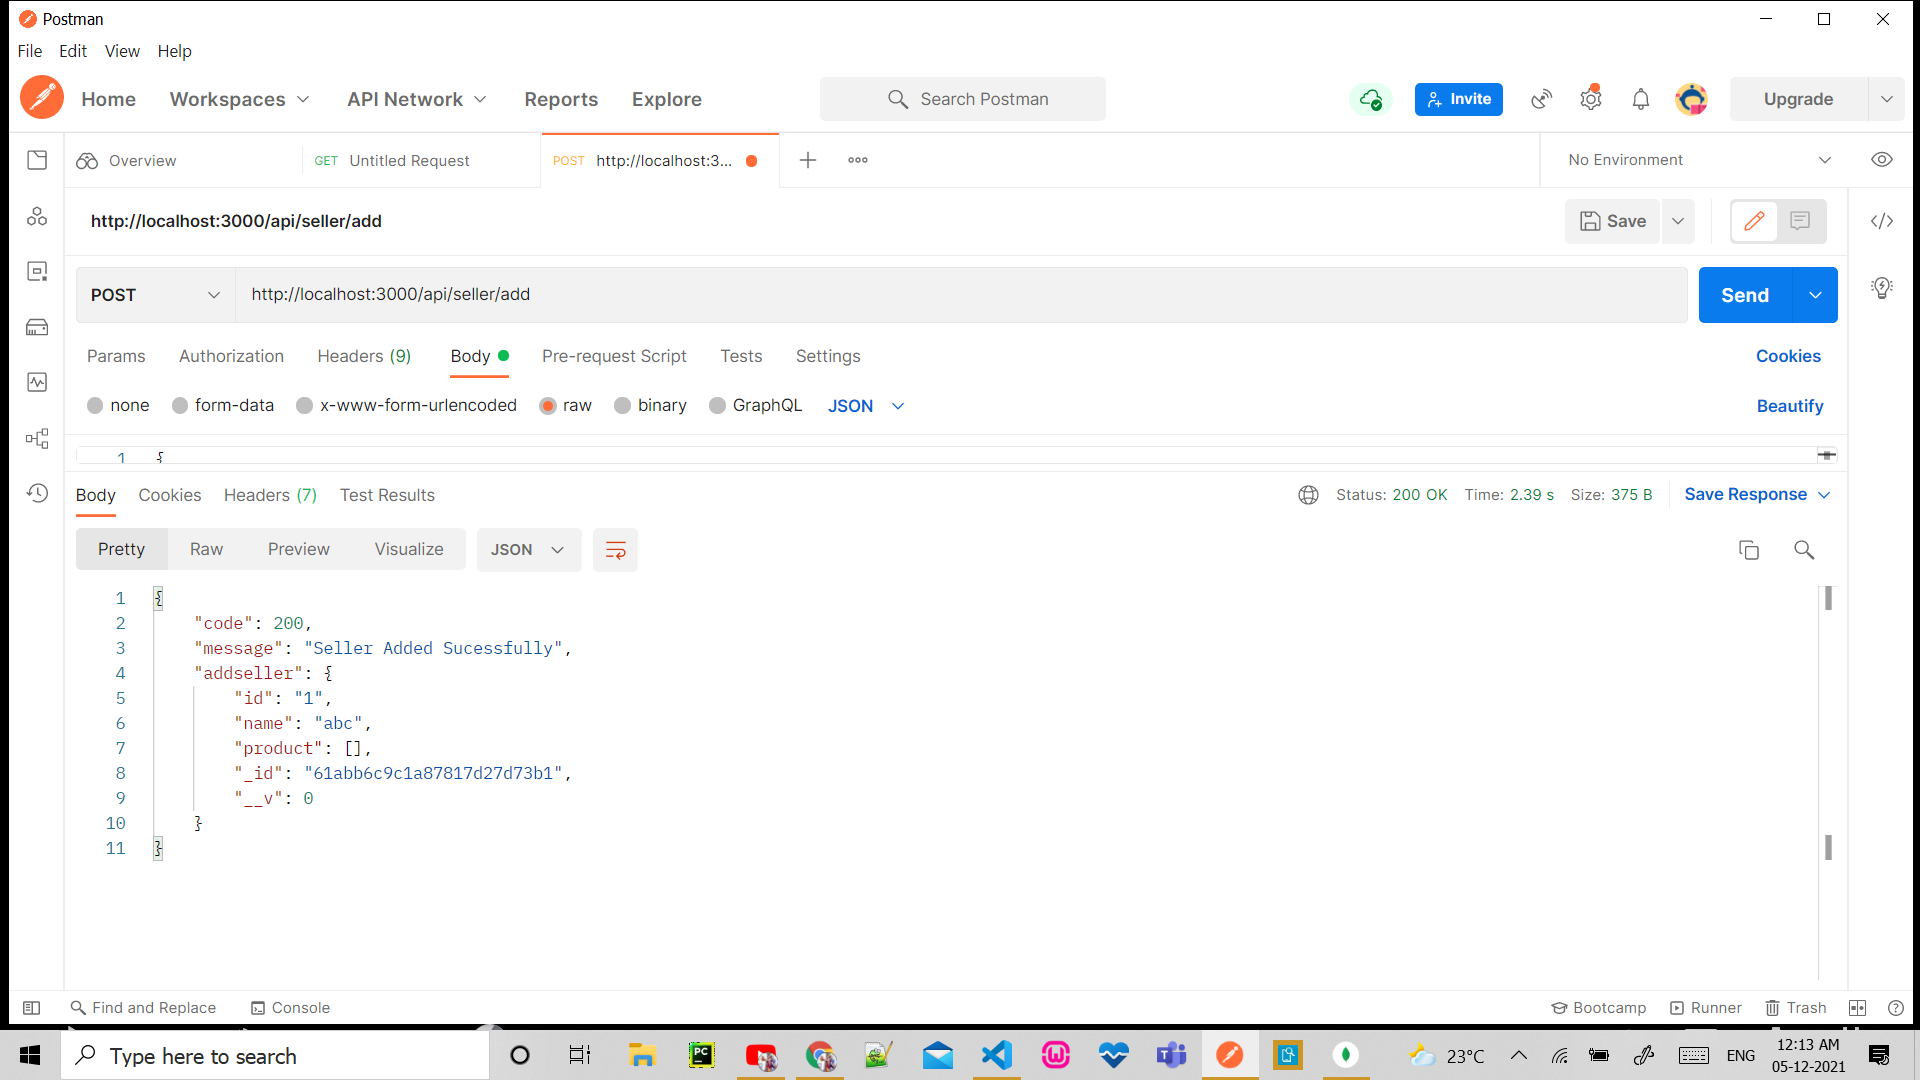 Postman
File Edit View Help
Home Workspaces API Network Reports Explore Search Postman Invite Upgrade
Overview GET Untitled Request POST http://localhost:3... No Environment
http://localhost:3000/api/seller/add Save
POST http://localhost:3000/api/seller/add Send
Params Authorization Headers (9) Body Pre-request Script Tests Settings Cookies
none form-data x-www-form-urlencoded raw binary GraphQL JSON Beautify
1 {
Body Cookies Headers (7) Test Results Status: 200 OK Time: 2.39 s Size: 375 B Save Response
Pretty Raw Preview Visualize JSON
1 {
2 "code": 200,
3 "message": "Seller Added Sucessfully",
4 "addseller": {
5 "id": "1",
6 "name": "abc",
7 "product": [],
8 "_id": "61abb6c9c1a87817d27d73b1",
9 "__v": 0
10 }
11 }
Find and Replace Console Bootcamp Runner Trash
Type here to search 23°C ENG 12:13 AM
05-12-2021